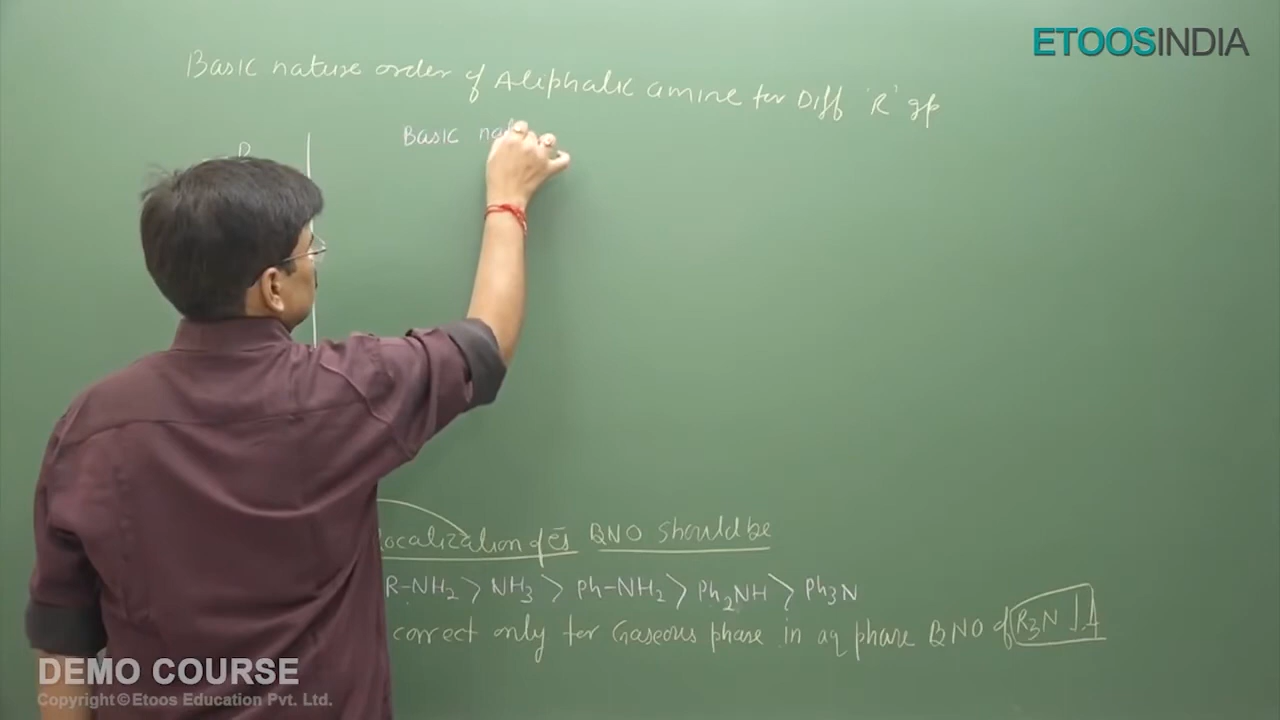 ETOOSINDIA
Basic nature order of Aliphatic amine for Diff 'R' gp
R
Basic nat
localization of es BNO should be
R-NH2 > NH3 > Ph-NH2 > Ph2NH > Ph3N
correct only for Gaseous phase in aq phase BNO of R3N ↓
DEMO COURSE
Copyright © Etoos Education Pvt. Ltd.